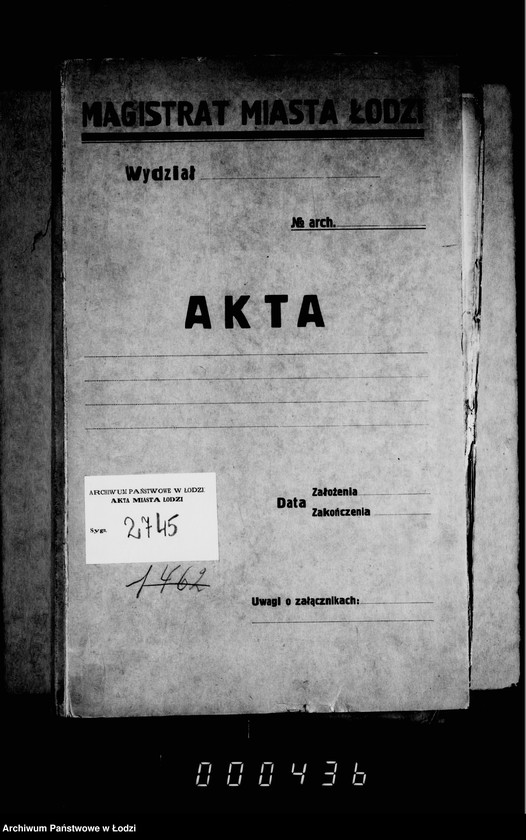 MAGISTRAT MIASTA ŁODZI
Wydział
№ arch.
AKTA
ARCHIWUM PAŃSTWOWE W ŁODZI
AKTA MIASTA ŁODZI
Sygn. 2745
1462
Data
Założenia
Zakończenia
Uwagi o załącznikach:
000436
Archiwum Państwowe w Łodzi